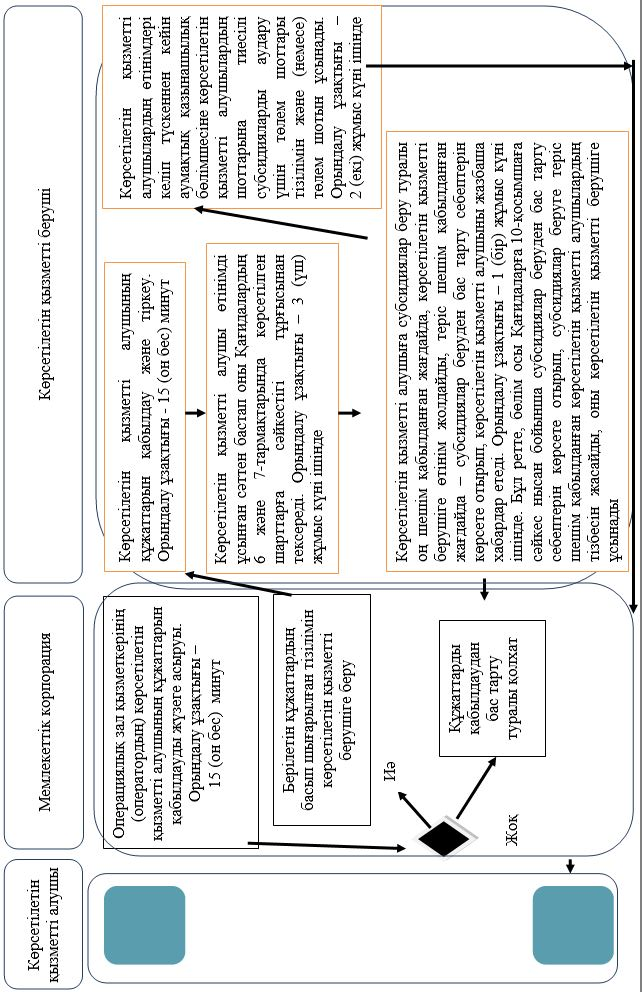 Көрсетілетін
қызметті алушы
Мемлекеттік корпорация
Көрсетілетін қызметті беруші
Операциялық зал қызметкерінің
(оператордың) көрсетілетін
қызметті алушының құжаттарын
қабылдауды жүзеге асыруы.
Орындалу ұзақтығы –
15 (он бес) минут
Берілетін құжаттардың
басып шығарылған тізілімін
көрсетілетін қызметті
берушіге беру
Иә
Жоқ
Құжаттарды
қабылдаудан
бас тарту
туралы қолхат
Көрсетілетін қызметті алушының
құжаттарын қабылдау және тіркеу.
Орындалу ұзақтығы - 15 (он бес) минут
Көрсетілетін қызметті алушы өтінімді
ұсынған сәттен бастап оны Қағидалардың
6 және 7-тармақтарында көрсетілген
шарттарға сәйкестігі тұрғысынан
тексереді. Орындалу ұзақтығы – 3 (үш)
жұмыс күні ішінде
Көрсетілетін қызметті алушыға субсидиялар беру туралы
оң шешім қабылданған жағдайда, көрсетілетін қызметті
берушіге өтінім жолдайды, теріс шешім қабылданған
жағдайда – субсидиялар беруден бас тарту себептерін
көрсете отырып, көрсетілетін қызметті алушыны жазбаша
хабардар етеді. Орындалу ұзақтығы – 1 (бір) жұмыс күні
ішінде. Бұл ретте, бөлім осы Қағидаларға 10-қосымшаға
сәйкес нысан бойынша субсидиялар беруден бас тарту
себептерін көрсете отырып, субсидиялар беруге теріс
шешім қабылданған көрсетілетін қызметті алушылардың
тізбесін жасайды, оны көрсетілетін қызметті берушіге
ұсынады
Көрсетілетін қызметті
алушылардың өтінімдері
келіп түскеннен кейін
аумақтық қазынашылық
бөлімшесіне көрсетілетін
қызметті алушылардың
шоттарына тиесілі
субсидияларды аудару
үшін төлем шоттары
тізілімін және (немесе)
төлем шотын ұсынады.
Орындалу ұзақтығы –
2 (екі) жұмыс күні ішінде